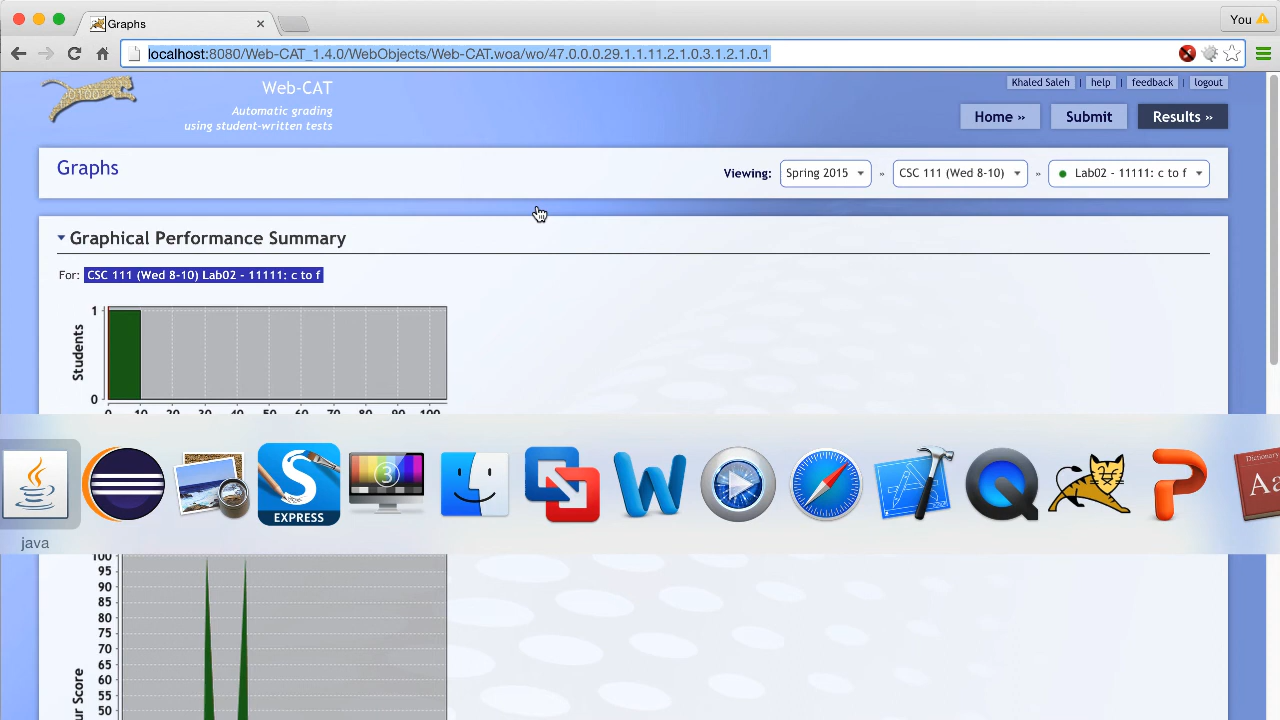 Graphs
You
localhost:8080/Web-CAT_1.4.0/WebObjects/Web-CAT.woa/wo/47.0.0.0.29.1.1.11.2.1.0.3.1.2.1.0.1
Khaled Saleh | help | feedback | logout
Web-CAT
Automatic grading
using student-written tests
Home » Submit Results »
Graphs
Viewing: Spring 2015 » CSC 111 (Wed 8-10) » Lab02 - 11111: c to f
Graphical Performance Summary
For: CSC 111 (Wed 8-10) Lab02 - 11111: c to f
1
Students
0
0 10 20 30 40 50 60 70 80 90 100
3
S
EXPRESS
W
P
Dictionary
Aa
java
100
95
90
85
80
75
70
65
60
55
50
ur Score